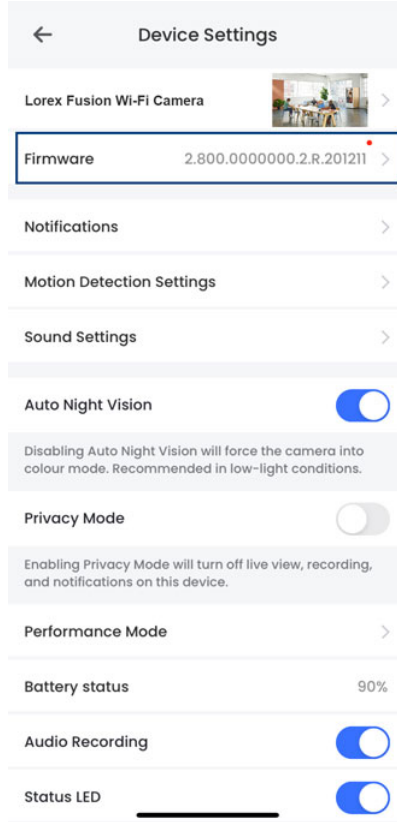 Device Settings
Lorex Fusion Wi-Fi Camera
Firmware 2.800.0000000.2.R.201211
Notifications
Motion Detection Settings
Sound Settings
Auto Night Vision
Disabling Auto Night Vision will force the camera into
colour mode. Recommended in low-light conditions.
Privacy Mode
Enabling Privacy Mode will turn off live view, recording,
and notifications on this device.
Performance Mode
Battery status 90%
Audio Recording
Status LED